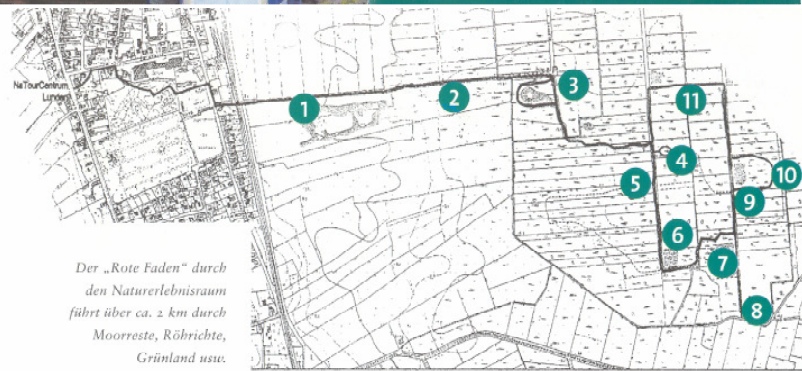 NaTourCentrum
Lunden
1
2
3
11
4
5
10
9
6
7
8
Der „Rote Faden“ durch
den Naturerlebnisraum
führt über ca. 2 km durch
Moorreste, Röhrichte,
Grünland usw.